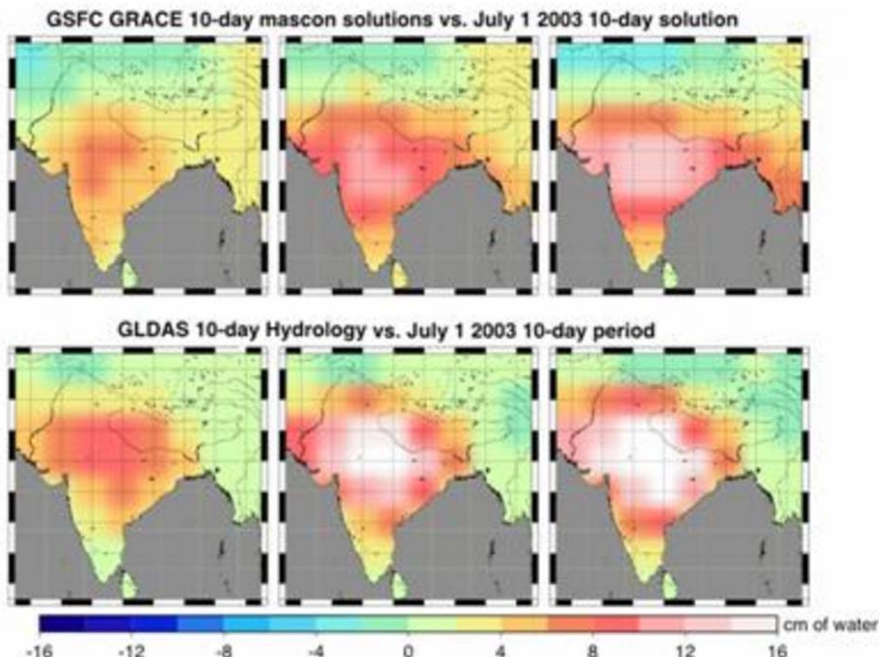 GSFC GRACE 10-day mascon solutions vs. July 1 2003 10-day solution
GLDAS 10-day Hydrology vs. July 1 2003 10-day period
cm of water
-16 -12 -8 -4 0 4 8 12 16